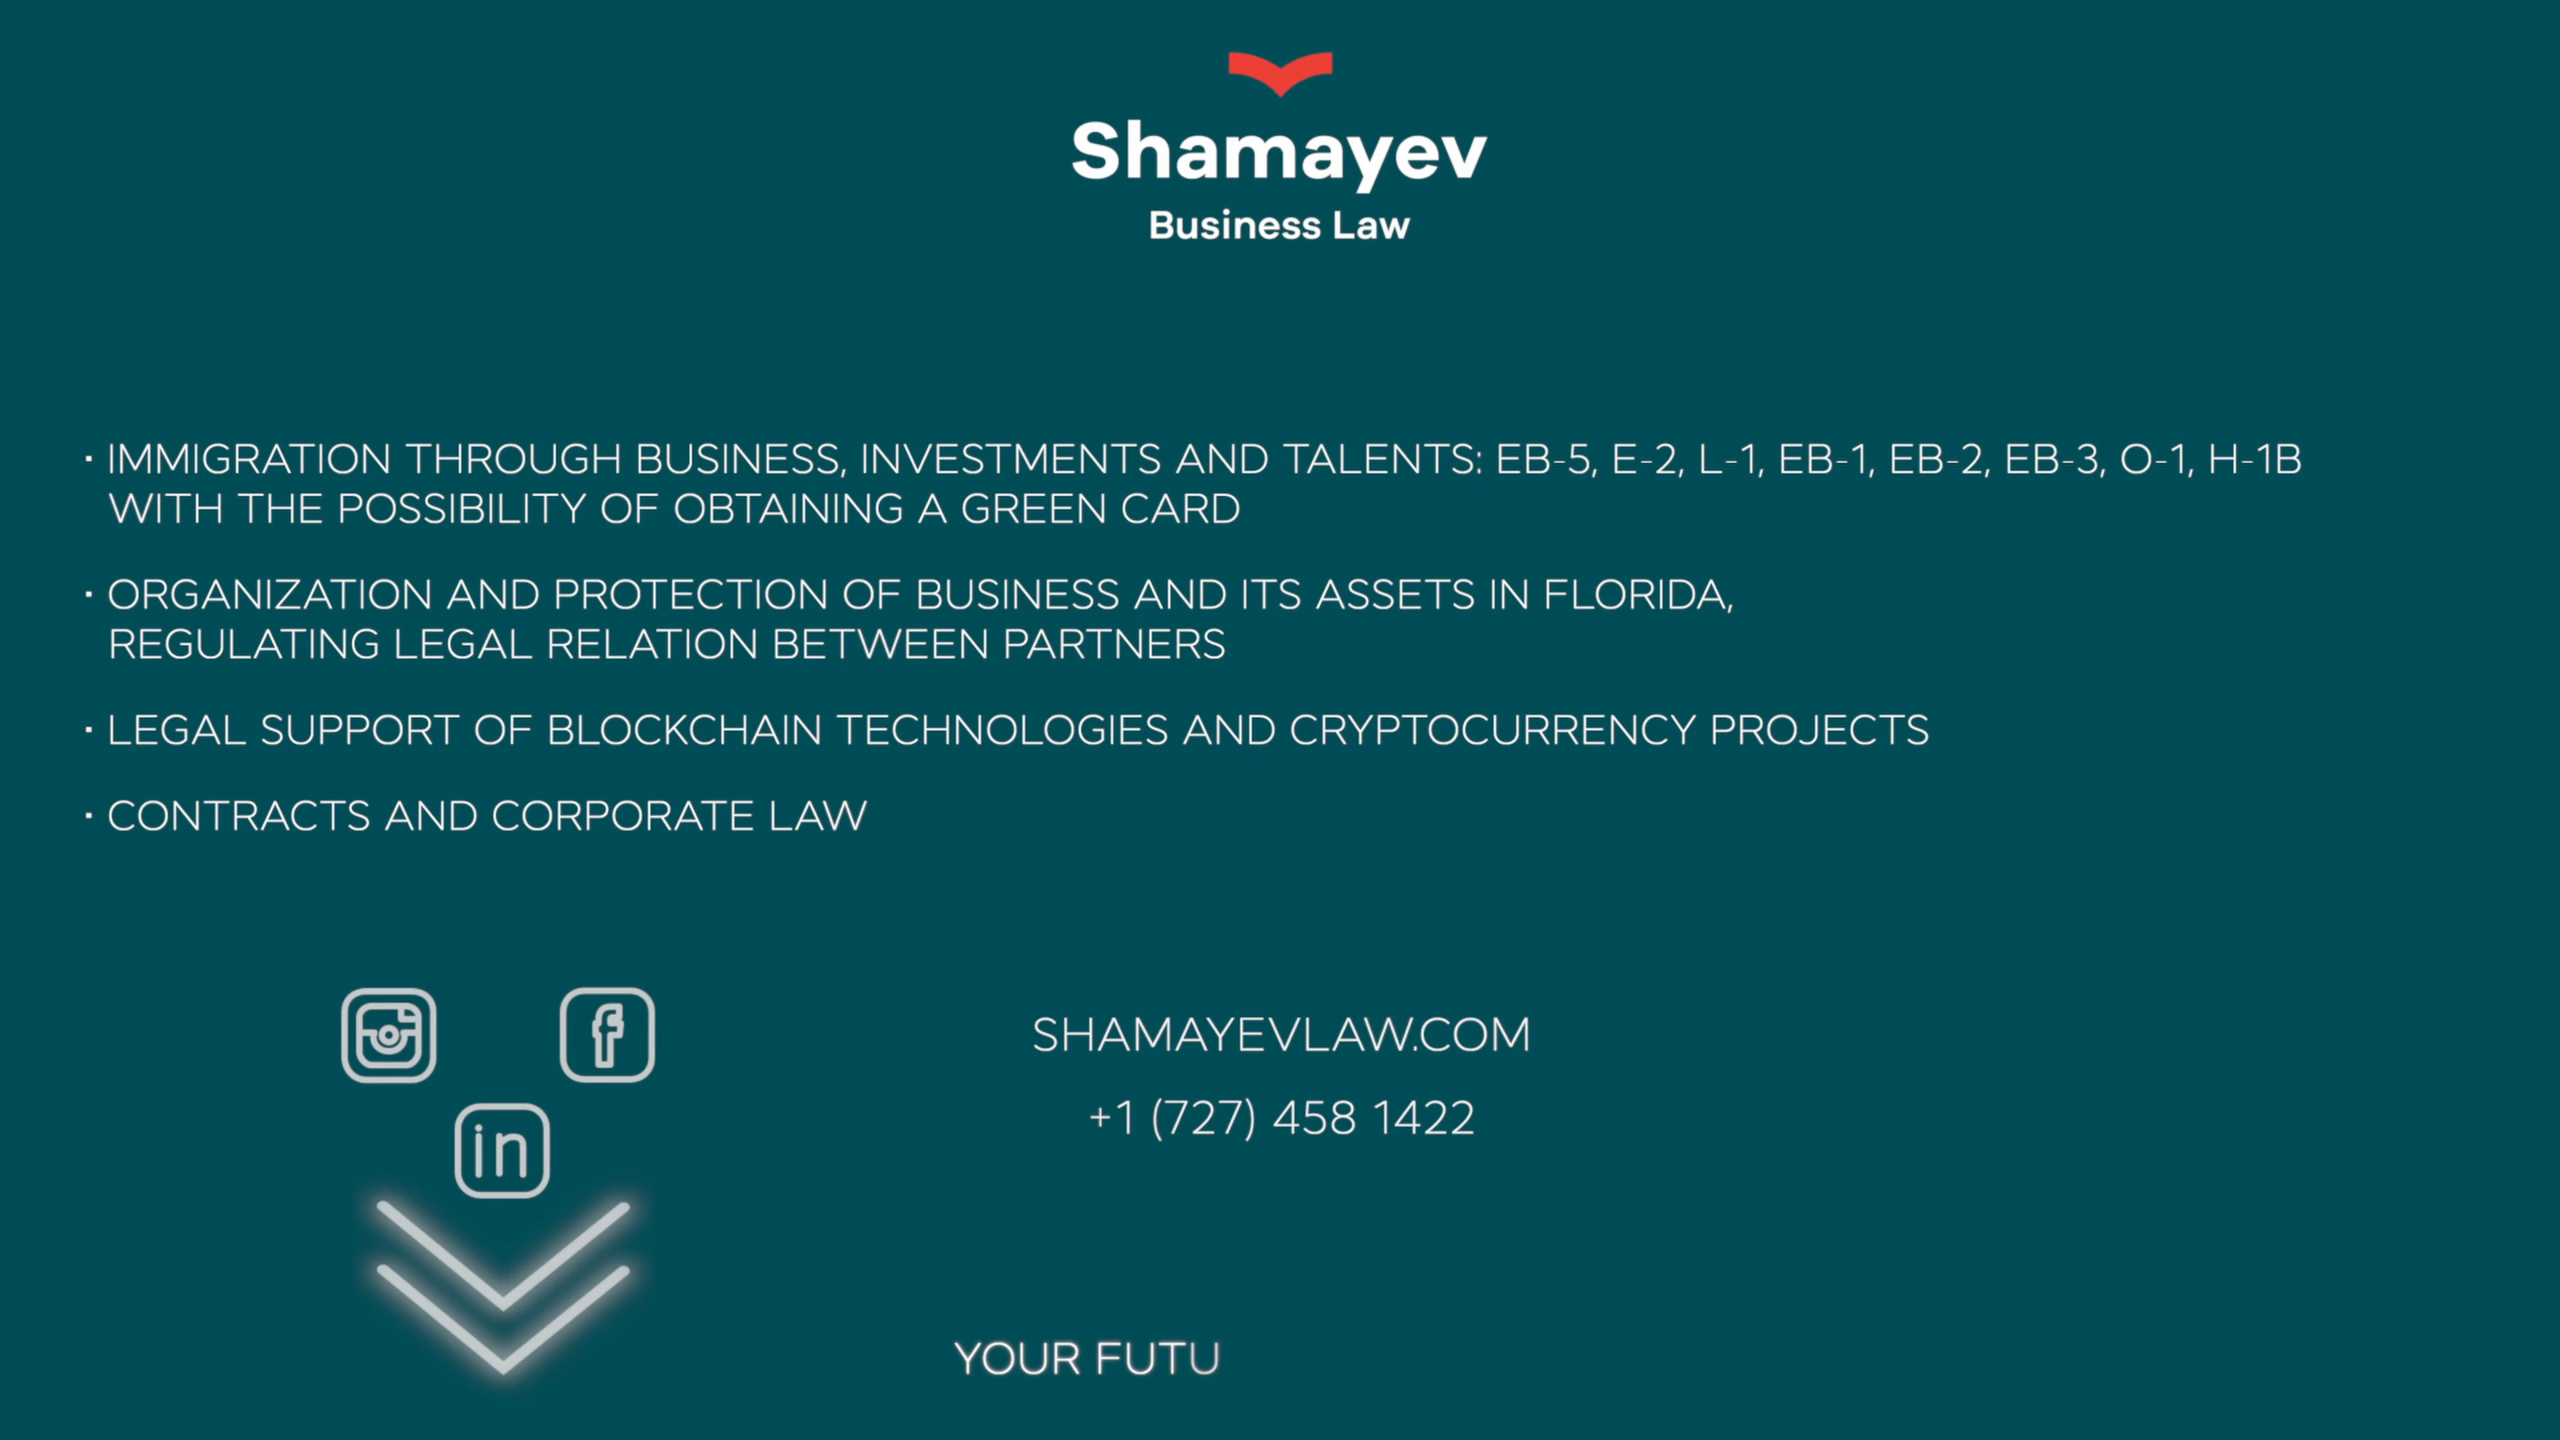 Shamayev
Business Law
· IMMIGRATION THROUGH BUSINESS, INVESTMENTS AND TALENTS: EB-5, E-2, L-1, EB-1, EB-2, EB-3, O-1, H-1B
WITH THE POSSIBILITY OF OBTAINING A GREEN CARD
· ORGANIZATION AND PROTECTION OF BUSINESS AND ITS ASSETS IN FLORIDA,
REGULATING LEGAL RELATION BETWEEN PARTNERS
· LEGAL SUPPORT OF BLOCKCHAIN TECHNOLOGIES AND CRYPTOCURRENCY PROJECTS
· CONTRACTS AND CORPORATE LAW
in
SHAMAYEVLAW.COM
+1 (727) 458 1422
YOUR FUTU